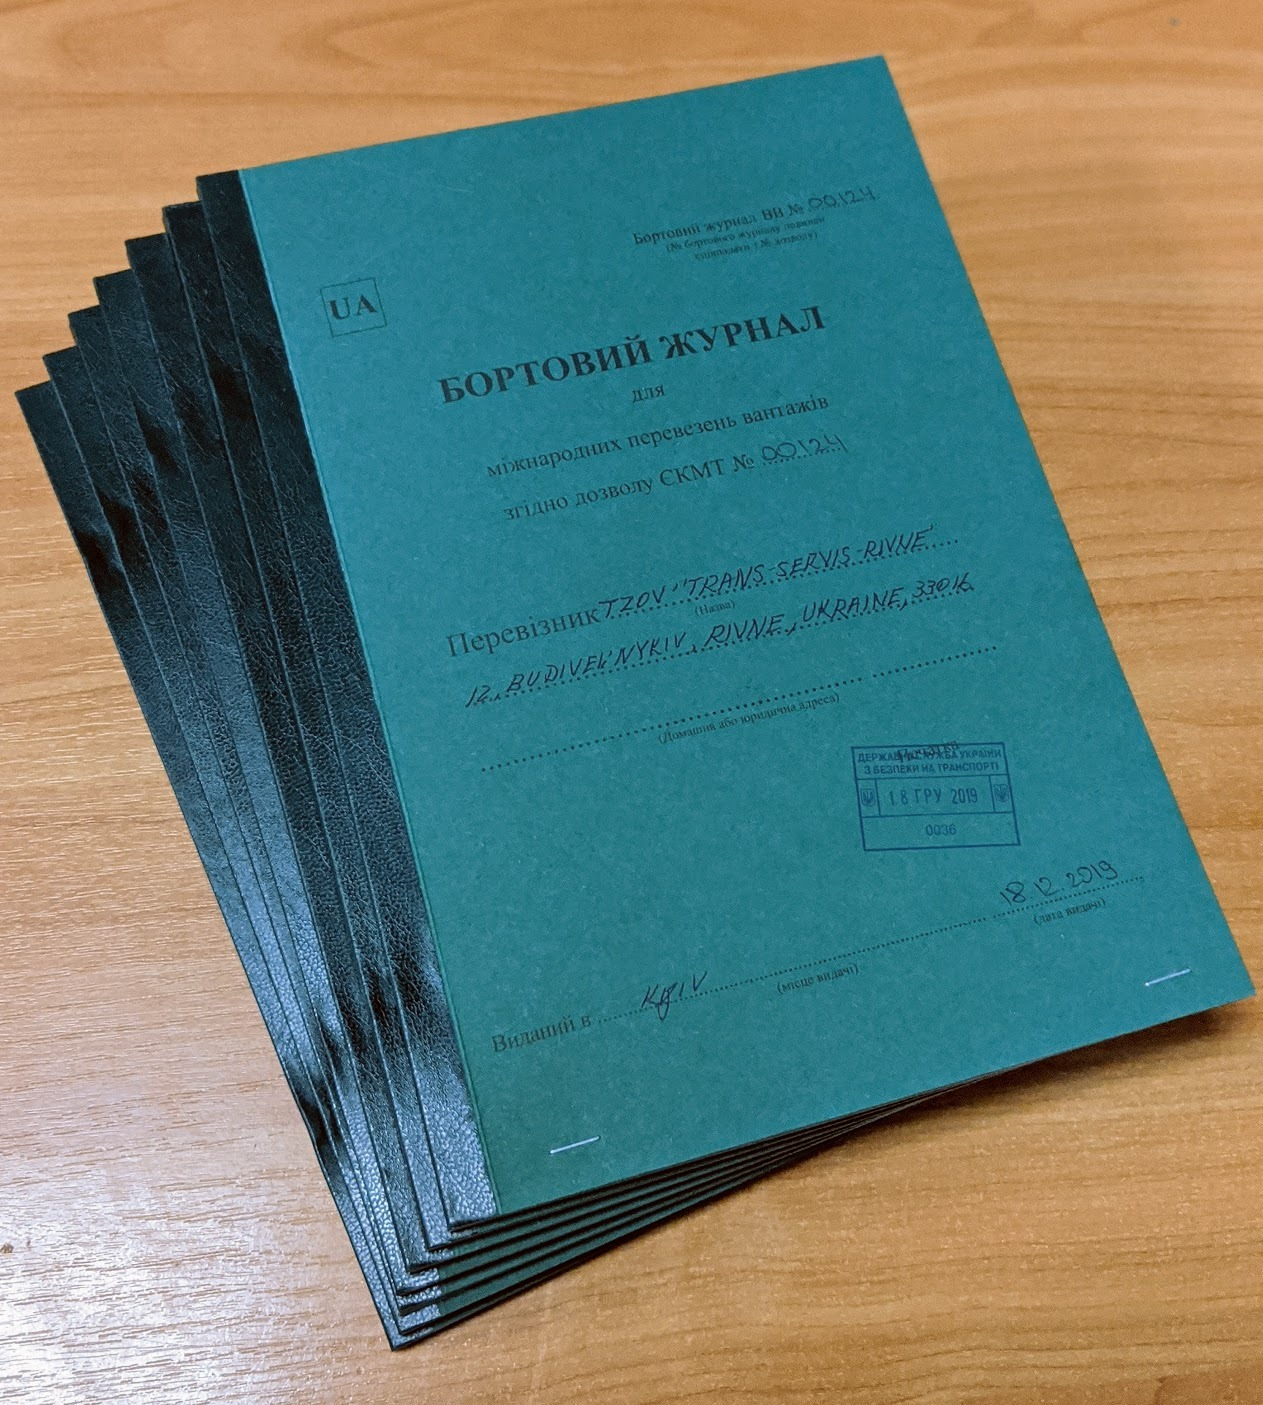 Бортовий журнал ВВ № 00124
(№ бортового журналу повинен
співпадати з № дозволу)
UA
БОРТОВИЙ ЖУРНАЛ
для
міжнародних перевезень вантажів
згідно дозволу ЄКМТ № 00124
Перевізник TZOV "TRANS-SERVIS-RIVNE"
(Назва)
12, BUDIVEL'NYKIV, RIVNE, UKRAINE, 33016
(Домашня або юридична адреса)
Печатка
ДЕРЖАВНА СЛУЖБА УКРАЇНИ
З БЕЗПЕКИ НА ТРАНСПОРТІ
18 ГРУ 2019
0036
18.12.2019
(дата видачі)
Виданий в Kyiv
(місце видачі)